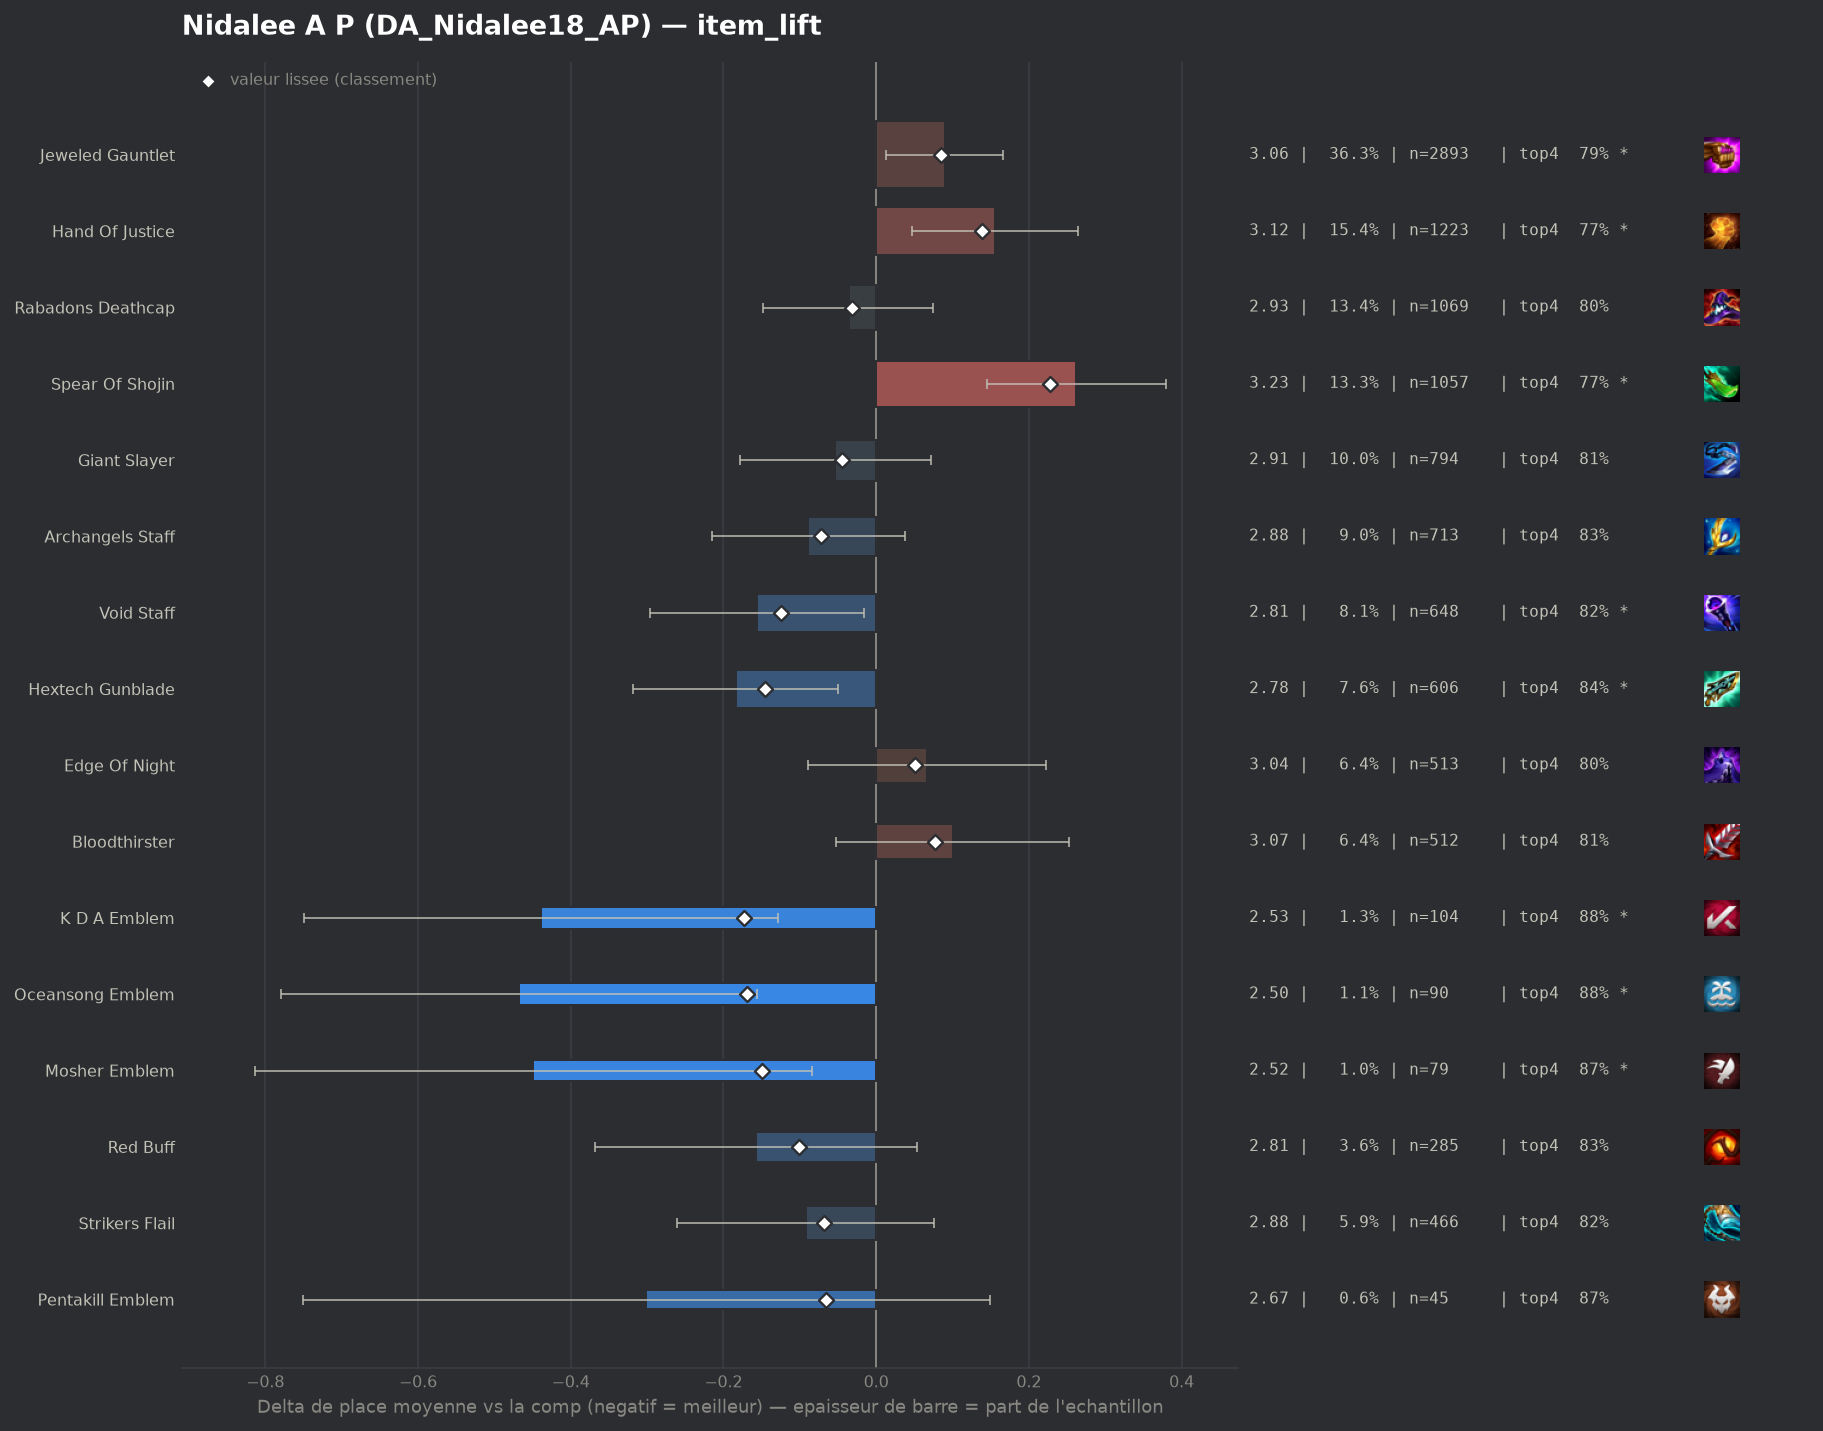 Nidalee A P (DA_Nidalee18_AP) — item_lift
valeur lissee (classement)
Jeweled Gauntlet 3.06 | 36.3% | n=2893 | top4 79% *
Hand Of Justice 3.12 | 15.4% | n=1223 | top4 77% *
Rabadons Deathcap 2.93 | 13.4% | n=1069 | top4 80%
Spear Of Shojin 3.23 | 13.3% | n=1057 | top4 77% *
Giant Slayer 2.91 | 10.0% | n=794 | top4 81%
Archangels Staff 2.88 | 9.0% | n=713 | top4 83%
Void Staff 2.81 | 8.1% | n=648 | top4 82% *
Hextech Gunblade 2.78 | 7.6% | n=606 | top4 84% *
Edge Of Night 3.04 | 6.4% | n=513 | top4 80%
Bloodthirster 3.07 | 6.4% | n=512 | top4 81%
K D A Emblem 2.53 | 1.3% | n=104 | top4 88% *
Oceansong Emblem 2.50 | 1.1% | n=90 | top4 88% *
Mosher Emblem 2.52 | 1.0% | n=79 | top4 87% *
Red Buff 2.81 | 3.6% | n=285 | top4 83%
Strikers Flail 2.88 | 5.9% | n=466 | top4 82%
Pentakill Emblem 2.67 | 0.6% | n=45 | top4 87%
−0.8 −0.6 −0.4 −0.2 0.0 0.2 0.4
Delta de place moyenne vs la comp (negatif = meilleur) — epaisseur de barre = part de l'echantillon